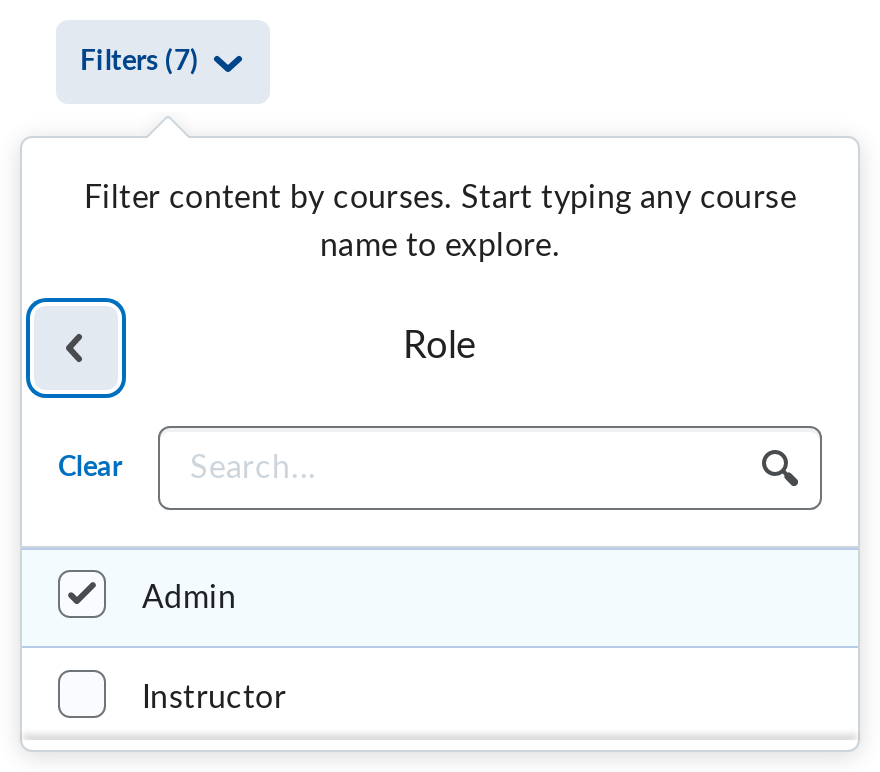 Filters (7)
Filter content by courses. Start typing any course
name to explore.
Role
Clear
Search...
Admin
Instructor